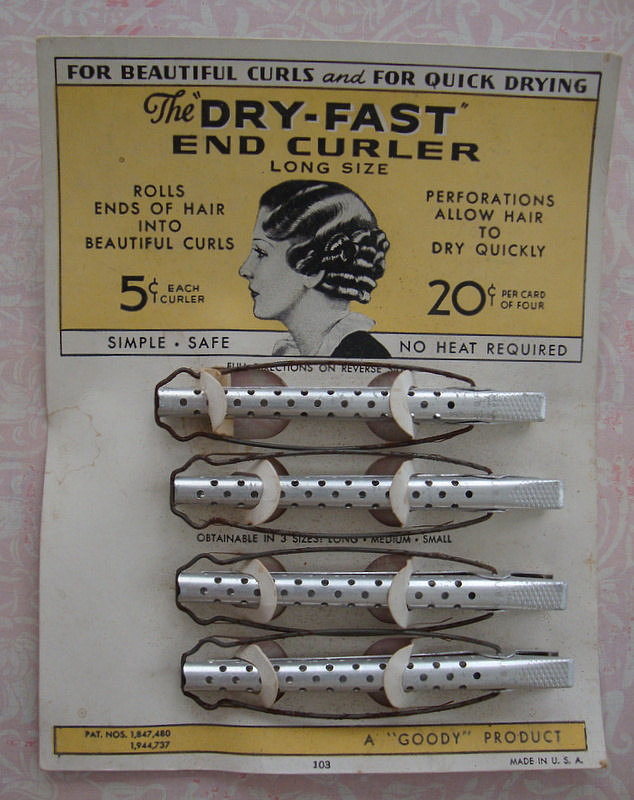 FOR BEAUTIFUL CURLS and FOR QUICK DRYING
The "DRY-FAST"
END CURLER
LONG SIZE
ROLLS
ENDS OF HAIR
INTO
BEAUTIFUL CURLS
5¢ EACH
CURLER
PERFORATIONS
ALLOW HAIR
TO
DRY QUICKLY
20¢ PER CARD
OF FOUR
SIMPLE • SAFE
NO HEAT REQUIRED
FULL DIRECTIONS ON REVERSE SIDE
OBTAINABLE IN 3 SIZES: LONG • MEDIUM • SMALL
PAT. NOS. 1,847,480
1,944,737
A "GOODY" PRODUCT
103
MADE IN U. S. A.